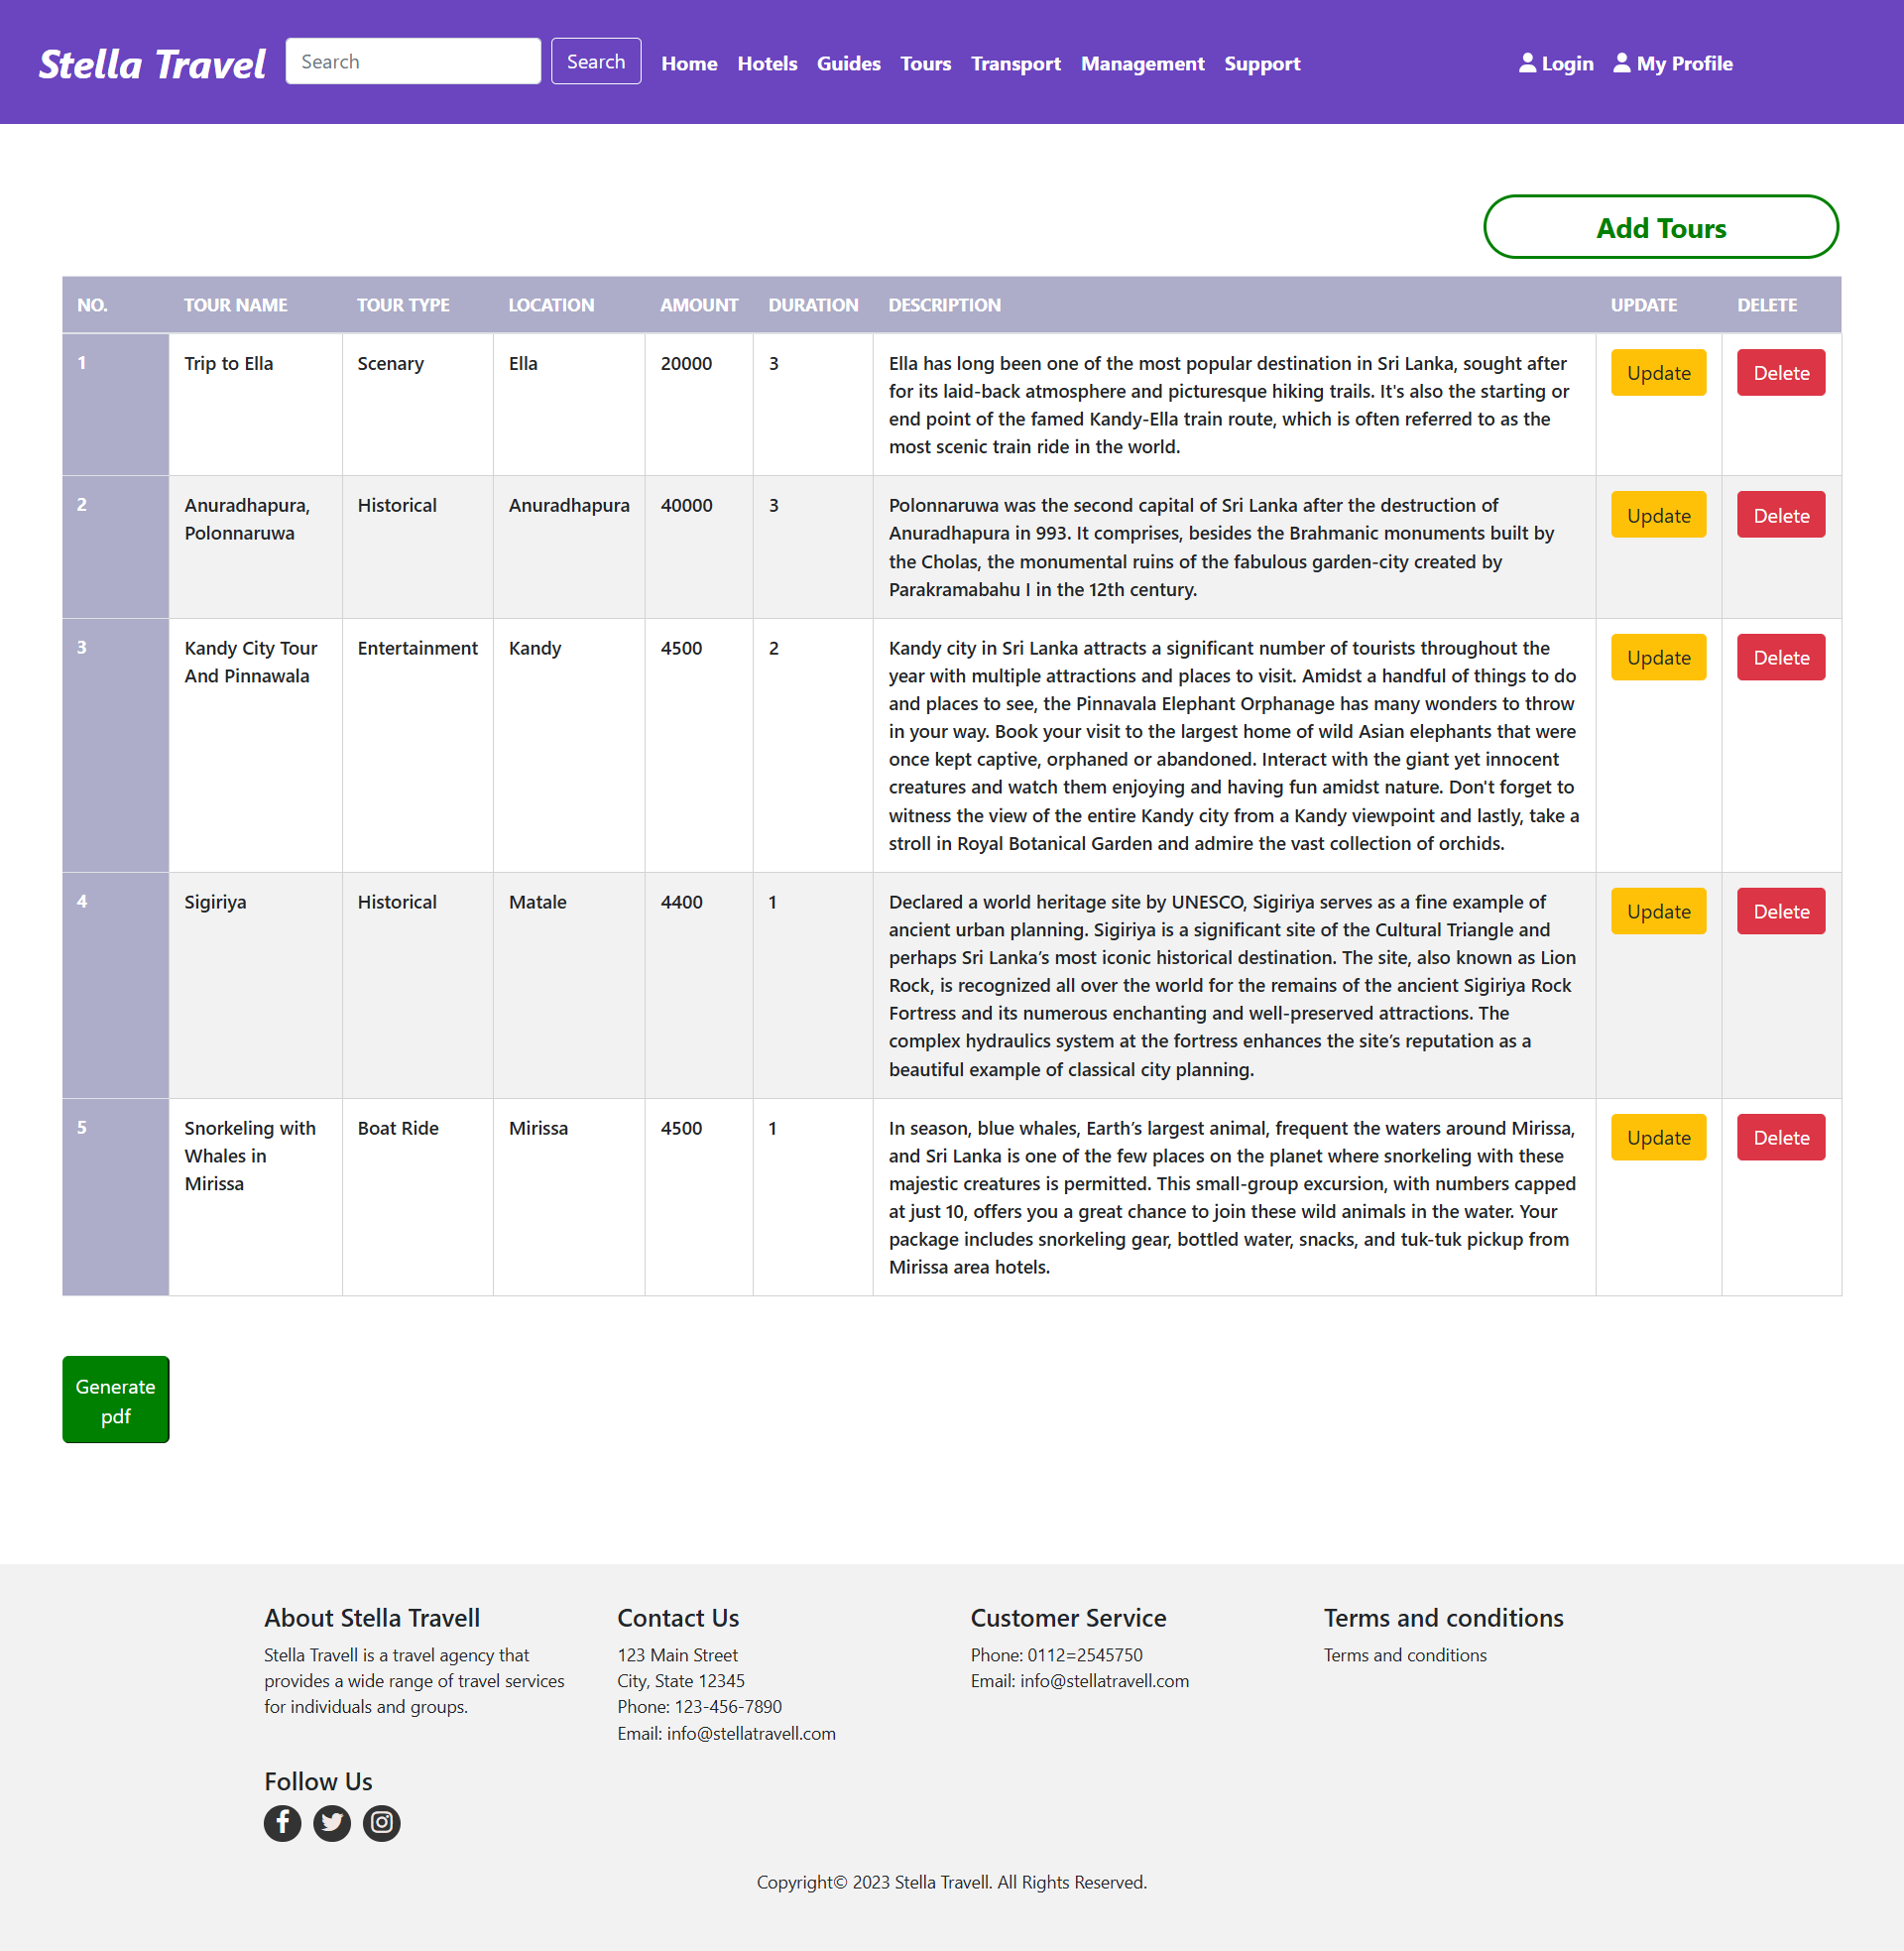 Stella Travel
Search
Search
Home
Hotels
Guides
Tours
Transport
Management
Support
Login
My Profile
Add Tours
NO.
TOUR NAME
TOUR TYPE
LOCATION
AMOUNT
DURATION
DESCRIPTION
UPDATE
DELETE
1
Trip to Ella
Scenary
Ella
20000
3
Ella has long been one of the most popular destination in Sri Lanka, sought after
for its laid-back atmosphere and picturesque hiking trails. It's also the starting or
end point of the famed Kandy-Ella train route, which is often referred to as the
most scenic train ride in the world.
Update
Delete
2
Anuradhapura,
Polonnaruwa
Historical
Anuradhapura
40000
3
Polonnaruwa was the second capital of Sri Lanka after the destruction of
Anuradhapura in 993. It comprises, besides the Brahmanic monuments built by
the Cholas, the monumental ruins of the fabulous garden-city created by
Parakramabahu I in the 12th century.
Update
Delete
3
Kandy City Tour
And Pinnawala
Entertainment
Kandy
4500
2
Kandy city in Sri Lanka attracts a significant number of tourists throughout the
year with multiple attractions and places to visit. Amidst a handful of things to do
and places to see, the Pinnavala Elephant Orphanage has many wonders to throw
in your way. Book your visit to the largest home of wild Asian elephants that were
once kept captive, orphaned or abandoned. Interact with the giant yet innocent
creatures and watch them enjoying and having fun amidst nature. Don't forget to
witness the view of the entire Kandy city from a Kandy viewpoint and lastly, take a
stroll in Royal Botanical Garden and admire the vast collection of orchids.
Update
Delete
4
Sigiriya
Historical
Matale
4400
1
Declared a world heritage site by UNESCO, Sigiriya serves as a fine example of
ancient urban planning. Sigiriya is a significant site of the Cultural Triangle and
perhaps Sri Lanka’s most iconic historical destination. The site, also known as Lion
Rock, is recognized all over the world for the remains of the ancient Sigiriya Rock
Fortress and its numerous enchanting and well-preserved attractions. The
complex hydraulics system at the fortress enhances the site’s reputation as a
beautiful example of classical city planning.
Update
Delete
5
Snorkeling with
Whales in
Mirissa
Boat Ride
Mirissa
4500
1
In season, blue whales, Earth’s largest animal, frequent the waters around Mirissa,
and Sri Lanka is one of the few places on the planet where snorkeling with these
majestic creatures is permitted. This small-group excursion, with numbers capped
at just 10, offers you a great chance to join these wild animals in the water. Your
package includes snorkeling gear, bottled water, snacks, and tuk-tuk pickup from
Mirissa area hotels.
Update
Delete
Generate
pdf
About Stella Travell
Stella Travell is a travel agency that
provides a wide range of travel services
for individuals and groups.
Contact Us
123 Main Street
City, State 12345
Phone: 123-456-7890
Email: info@stellatravell.com
Customer Service
Phone: 0112=2545750
Email: info@stellatravell.com
Terms and conditions
Terms and conditions
Follow Us
Copyright© 2023 Stella Travell. All Rights Reserved.